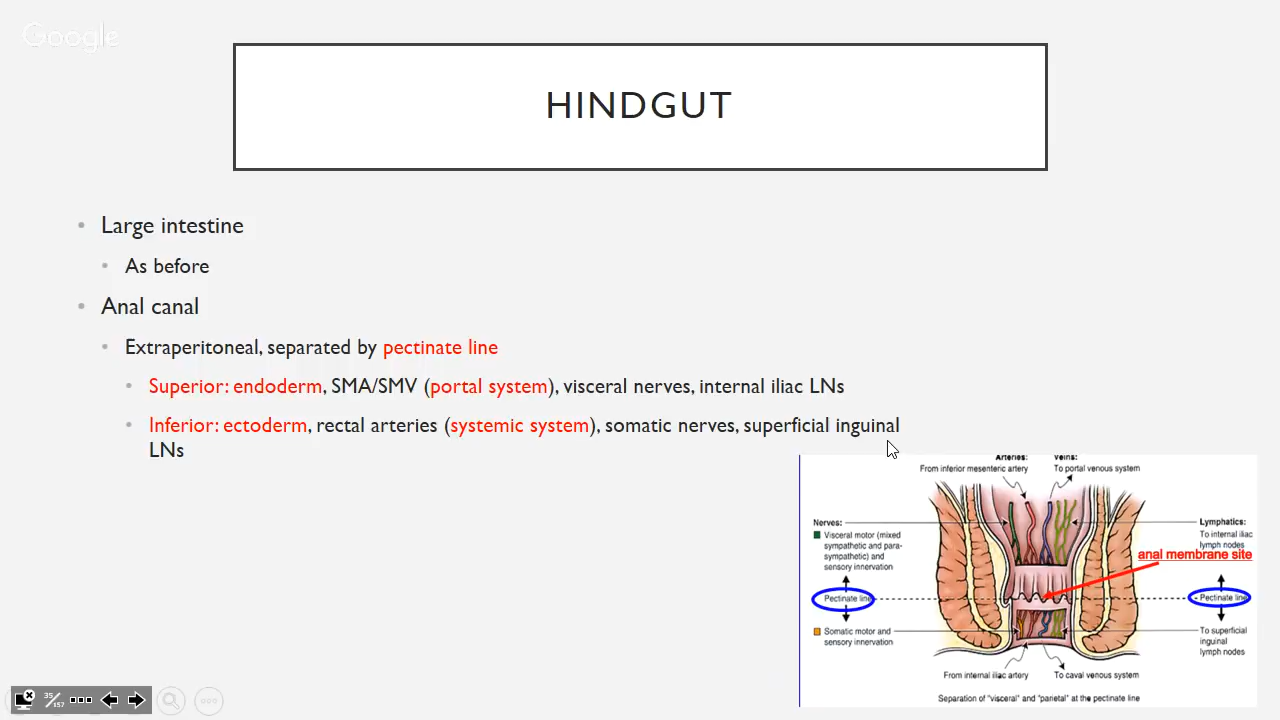 Google
HINDGUT
• Large intestine
• As before
• Anal canal
• Extraperitoneal, separated by pectinate line
• Superior: endoderm, SMA/SMV (portal system), visceral nerves, internal iliac LNs
• Inferior: ectoderm, rectal arteries (systemic system), somatic nerves, superficial inguinal
LNs
Arteries:
From inferior mesenteric artery
Veins:
To portal venous system
Nerves:
Visceral motor (mixed
sympathetic and para-
sympathetic) and
sensory innervation
Lymphatics:
To internal iliac
lymph nodes
anal membrane site
Pectinate line
Pectinate line
Somatic motor and
sensory innervation
To superficial
inguinal
lymph nodes
From internal iliac artery
To caval venous system
Separation of "visceral" and "parietal" at the pectinate line
35/157